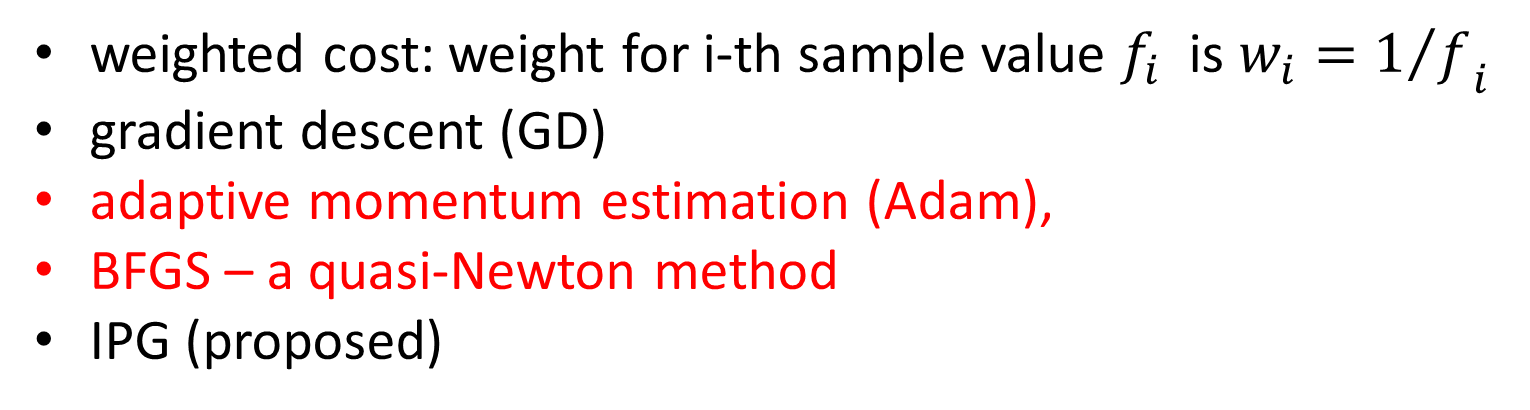 • weighted cost: weight for i-th sample value 𝑓ᵢ is 𝑤ᵢ = 1/𝑓ᵢ
• gradient descent (GD)
• adaptive momentum estimation (Adam),
• BFGS – a quasi-Newton method
• IPG (proposed)